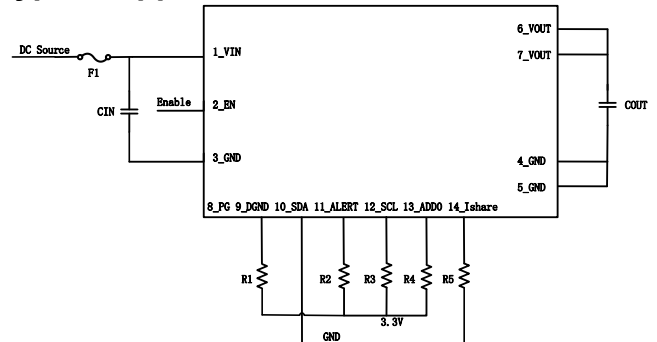 DC Source
F1
CIN
Enable
1_VIN
2_EN
3_GND
6_VOUT
7_VOUT
4_GND
5_GND
COUT
8_PG 9_DGND 10_SDA 11_ALERT 12_SCL 13_ADD0 14_Ishare
R1 R2 R3 R4 R5
3.3V
GND